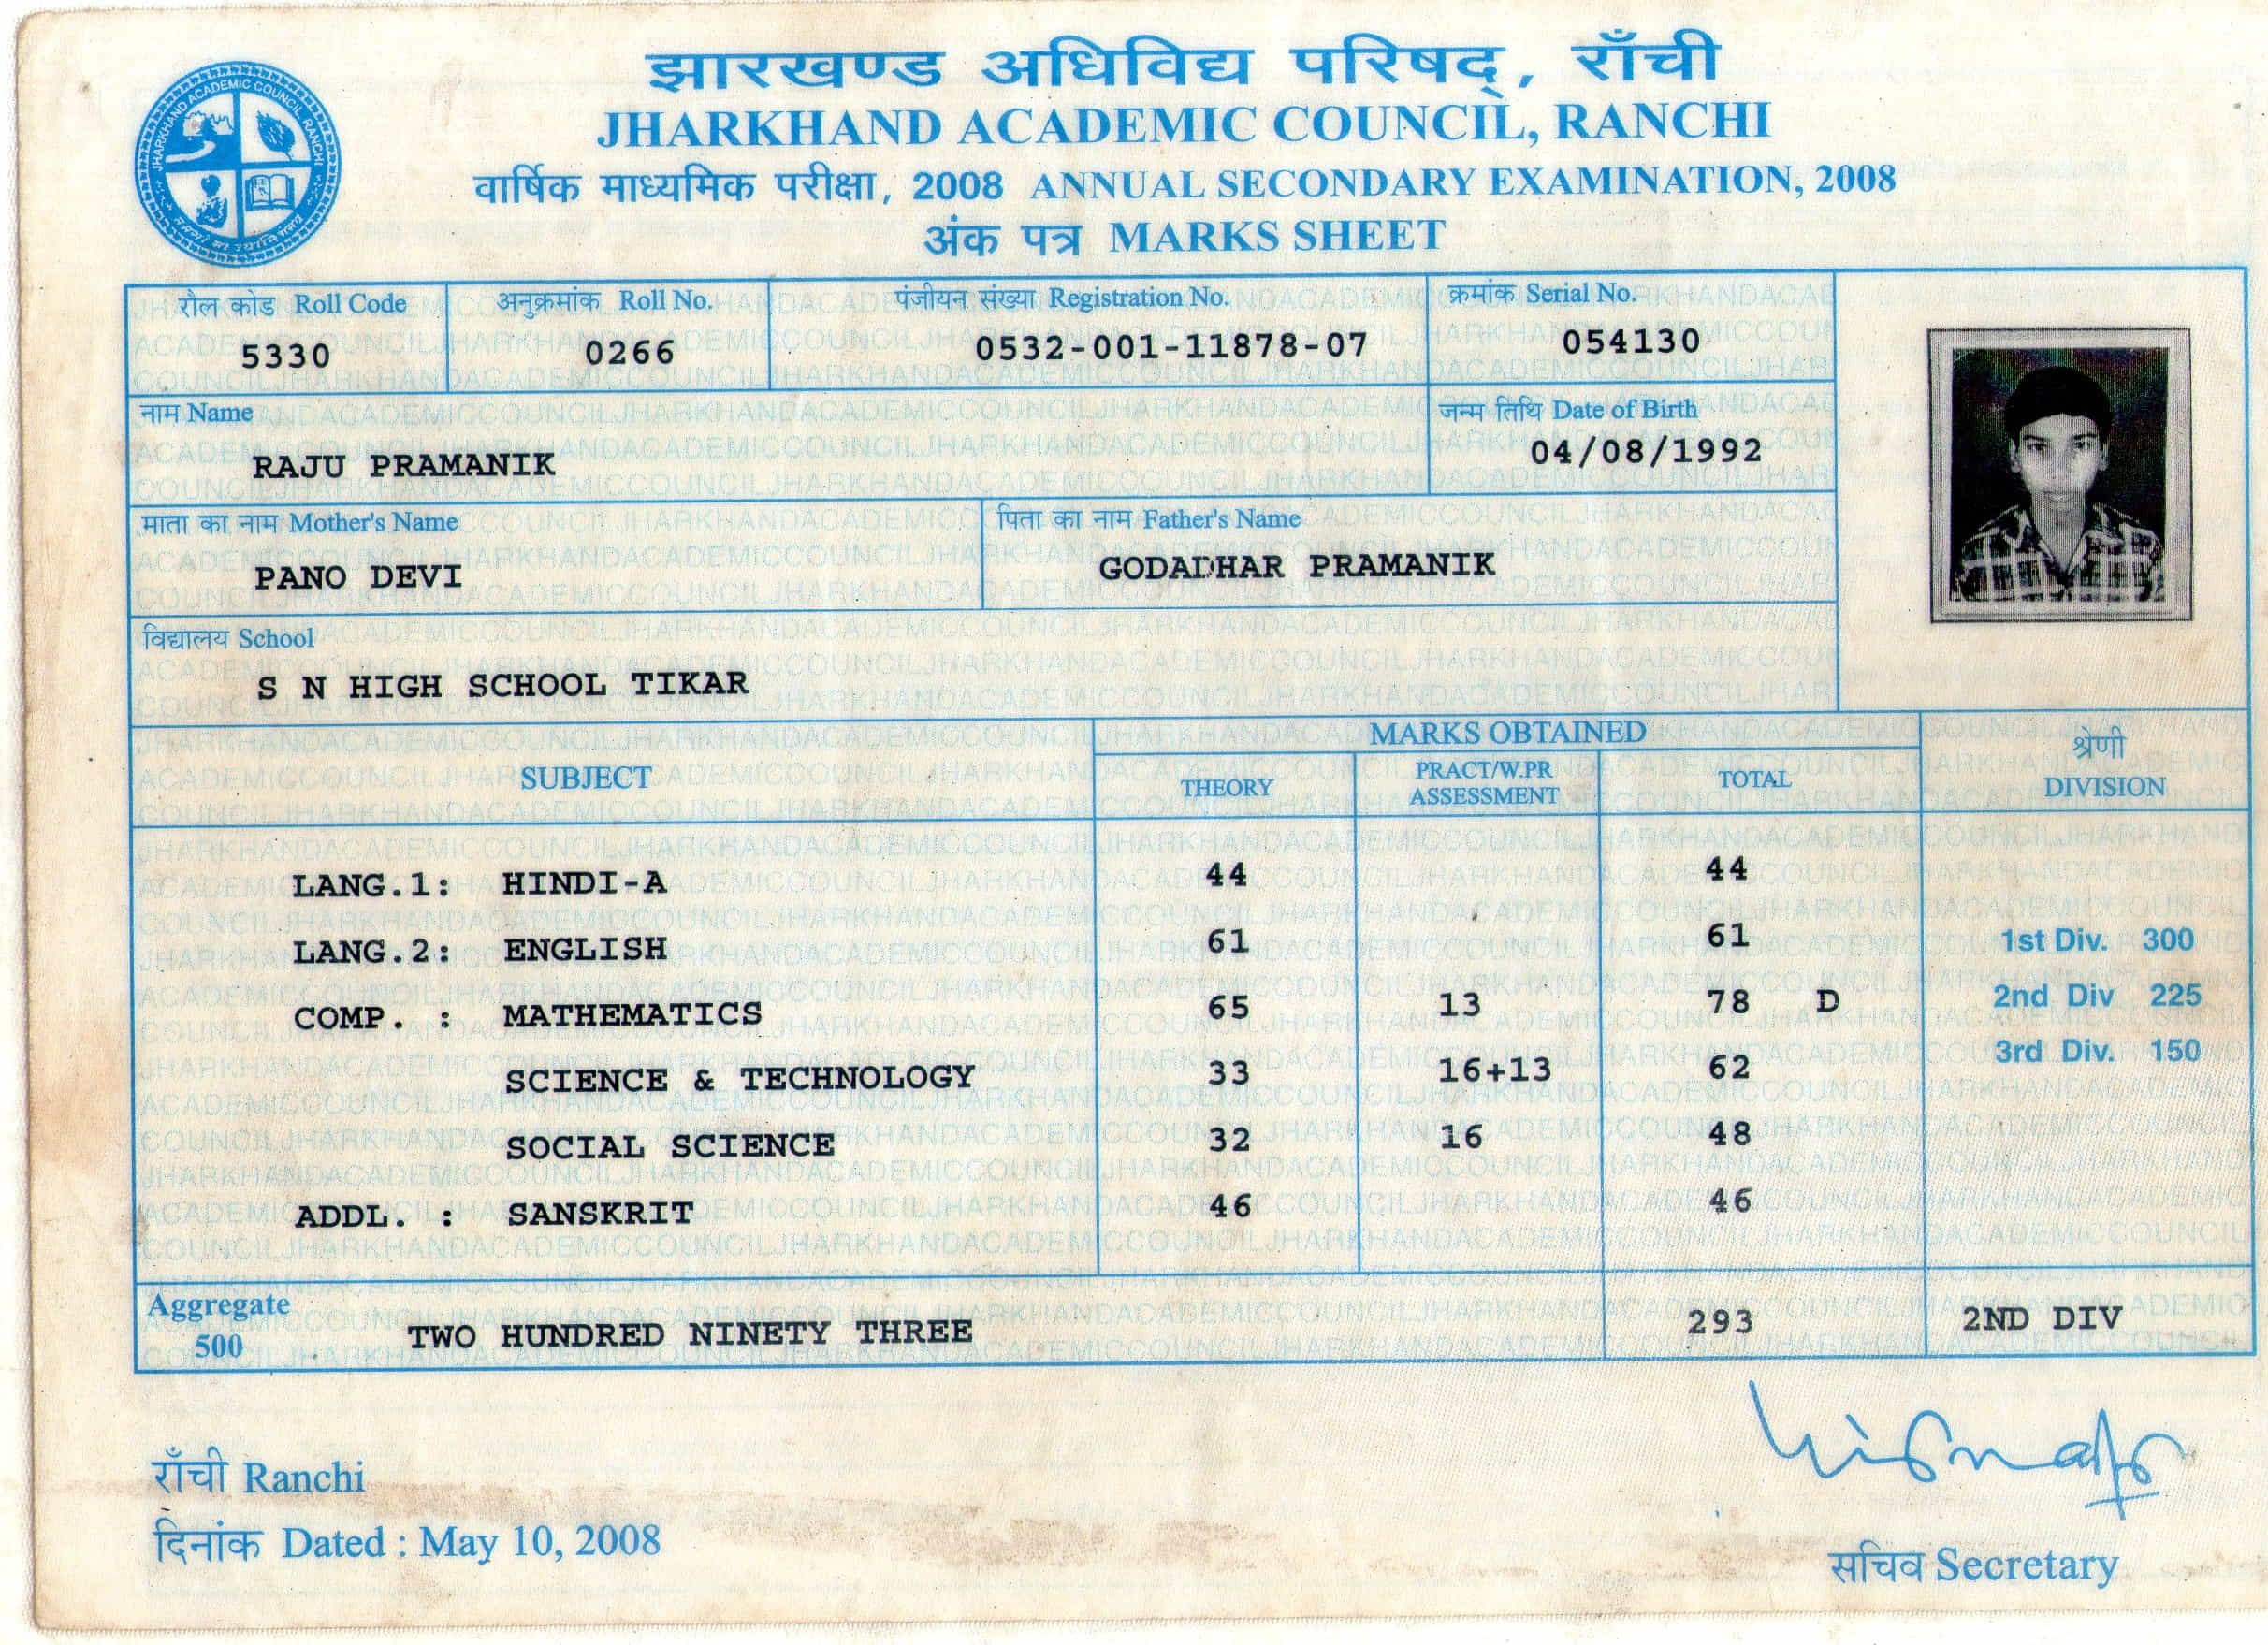 झारखण्ड अधिविद्य परिषद्, राँची
JHARKHAND ACADEMIC COUNCIL, RANCHI
वार्षिक माध्यमिक परीक्षा, 2008 ANNUAL SECONDARY EXAMINATION, 2008
अंक पत्र MARKS SHEET
JHARKHAND ACADEMIC COUNCIL, RANCHI
रौल कोड Roll Code अनुक्रमांक Roll No. पंजीयन संख्या Registration No. क्रमांक Serial No.
5330 0266 0532-001-11878-07 054130
नाम Name जन्म तिथि Date of Birth
RAJU PRAMANIK 04/08/1992
माता का नाम Mother's Name पिता का नाम Father's Name
PANO DEVI GODADHAR PRAMANIK
विद्यालय School
S N HIGH SCHOOL TIKAR
SUBJECT MARKS OBTAINED श्रेणी
THEORY PRACT/W.PR ASSESSMENT TOTAL DIVISION
LANG.1: HINDI-A 44 44
LANG.2: ENGLISH 61 61 1st Div. 300
COMP. : MATHEMATICS 65 13 78 D 2nd Div 225
SCIENCE & TECHNOLOGY 33 16+13 62 3rd Div. 150
SOCIAL SCIENCE 32 16 48
ADDL. : SANSKRIT 46 46
Aggregate
500 TWO HUNDRED NINETY THREE 293 2ND DIV
राँची Ranchi
दिनांक Dated : May 10, 2008
सचिव Secretary